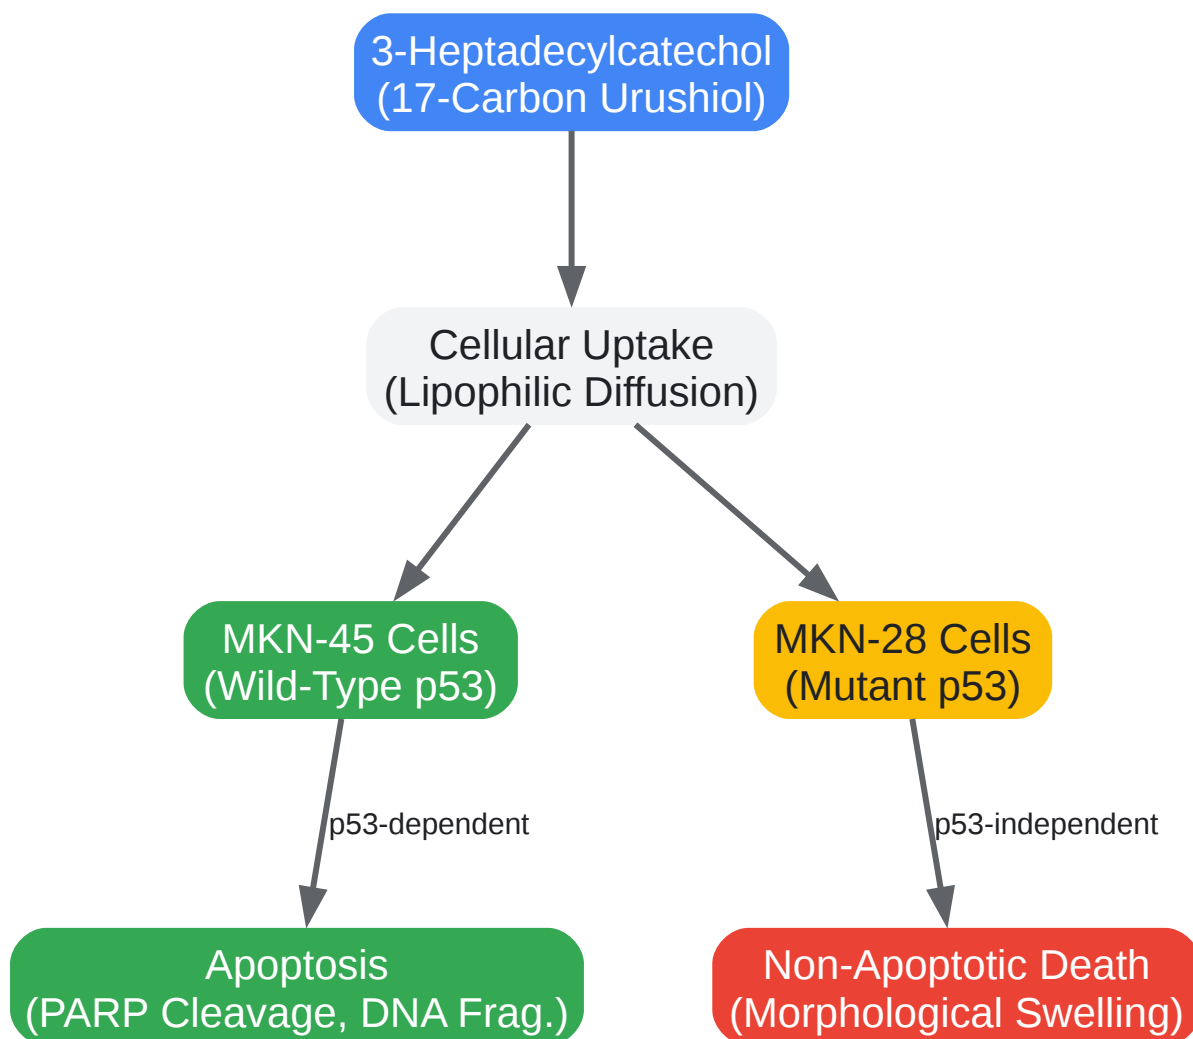 3-Heptadecylcatechol
(17-Carbon Urushiol)
Cellular Uptake
(Lipophilic Diffusion)
MKN-45 Cells
(Wild-Type p53)
MKN-28 Cells
(Mutant p53)
p53-dependent
p53-independent
Apoptosis
(PARP Cleavage, DNA Frag.)
Non-Apoptotic Death
(Morphological Swelling)